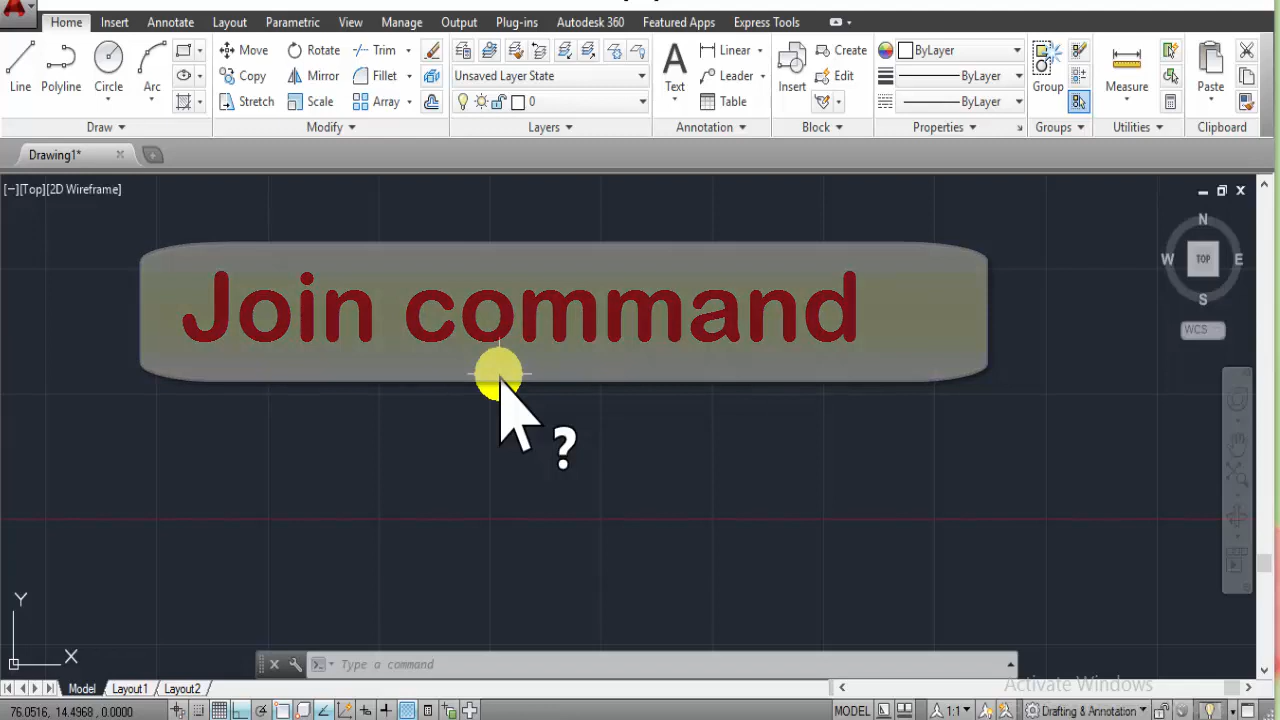 Home Insert Annotate Layout Parametric View Manage Output Plug-ins Autodesk 360 Featured Apps Express Tools
Move Rotate Trim Unsaved Layer State Linear Create ByLayer
Line Polyline Circle Arc Copy Mirror Fillet Text Leader Insert Edit ByLayer Group Measure Paste
Stretch Scale Array 0 Table ByLayer
Draw Modify Layers Annotation Block Properties Groups Utilities Clipboard
Drawing1*
[−][Top][2D Wireframe]
N
W TOP E
S
WCS
Join command
?
Y
X
Type a command
Activate Windows
Model Layout1 Layout2
76.0516, 14.4968, 0.0000 MODEL 1:1 Drafting & Annotation